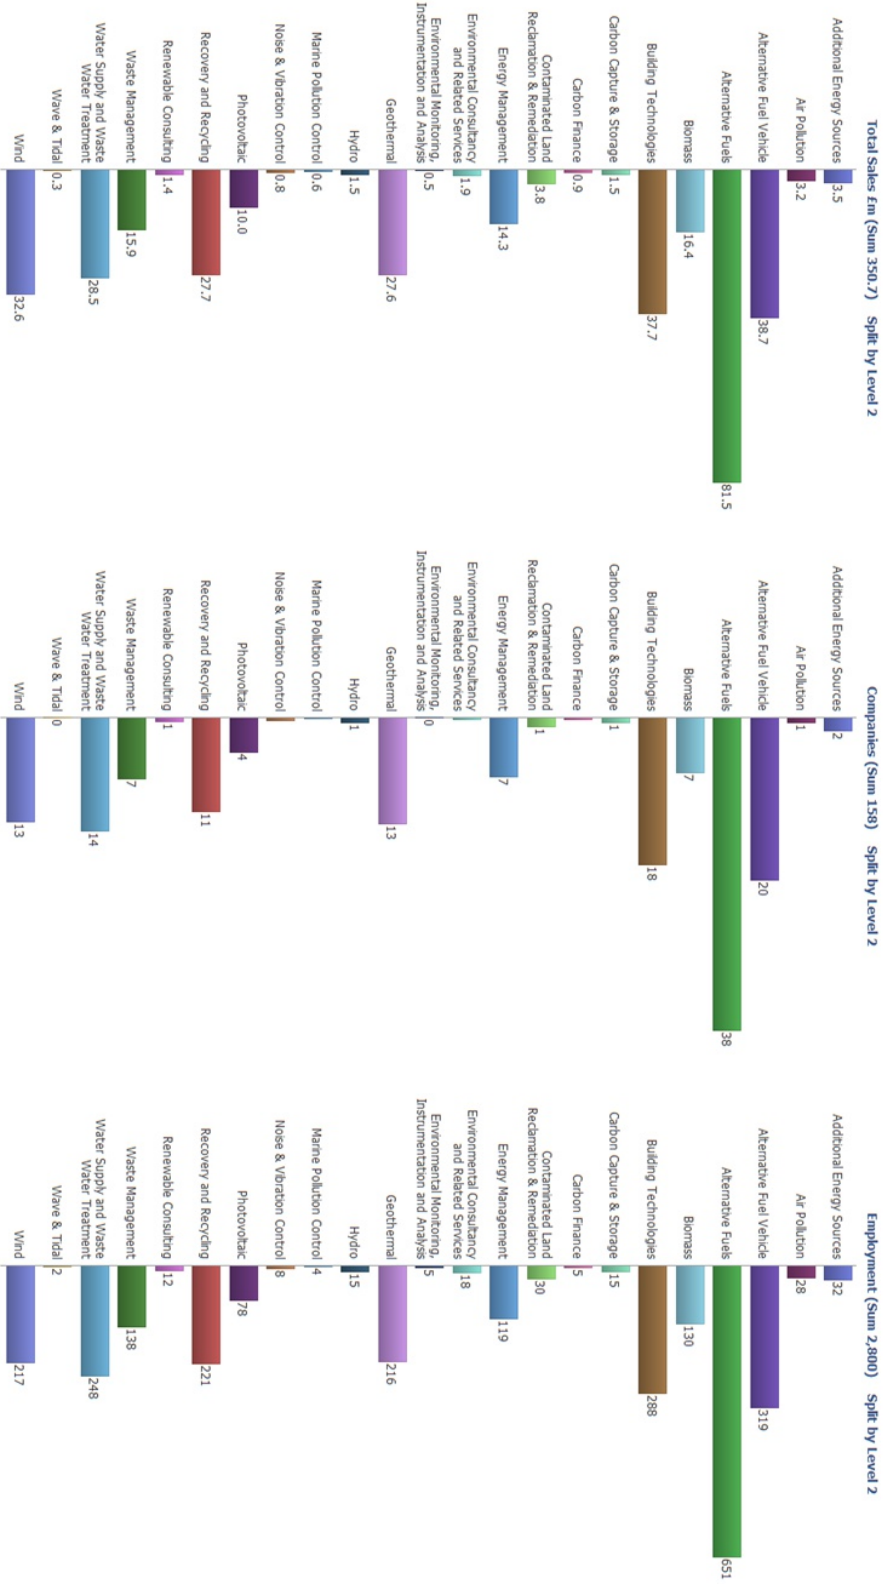 Total Sales £m (Sum 350.7) Split by Level 2
Additional Energy Sources 3.5
Air Pollution 3.2
Alternative Fuel Vehicle 38.7
Alternative Fuels 81.5
Biomass 16.4
Building Technologies 37.7
Carbon Capture & Storage 1.5
Carbon Finance 0.9
Contaminated Land
Reclamation & Remediation 3.8
Energy Management 14.3
Environmental Consultancy
and Related Services 1.9
Environmental Monitoring,
Instrumentation and Analysis 0.5
Geothermal 27.6
Hydro 1.5
Marine Pollution Control 0.6
Noise & Vibration Control 0.8
Photovoltaic 10.0
Recovery and Recycling 27.7
Renewable Consulting 1.4
Waste Management 15.9
Water Supply and Waste
Water Treatment 28.5
Wave & Tidal 0.3
Wind 32.6
Companies (Sum 158) Split by Level 2
Additional Energy Sources 2
Air Pollution 1
Alternative Fuel Vehicle 20
Alternative Fuels 38
Biomass 7
Building Technologies 18
Carbon Capture & Storage 1
Carbon Finance
Contaminated Land
Reclamation & Remediation 1
Energy Management 7
Environmental Consultancy
and Related Services
Environmental Monitoring,
Instrumentation and Analysis 0
Geothermal 13
Hydro 1
Marine Pollution Control
Noise & Vibration Control
Photovoltaic 4
Recovery and Recycling 11
Renewable Consulting 1
Waste Management 7
Water Supply and Waste
Water Treatment 14
Wave & Tidal 0
Wind 13
Employment (Sum 2,800) Split by Level 2
Additional Energy Sources 32
Air Pollution 28
Alternative Fuel Vehicle 319
Alternative Fuels 651
Biomass 130
Building Technologies 288
Carbon Capture & Storage 15
Carbon Finance 5
Contaminated Land
Reclamation & Remediation 30
Energy Management 119
Environmental Consultancy
and Related Services 18
Environmental Monitoring,
Instrumentation and Analysis 5
Geothermal 216
Hydro 15
Marine Pollution Control 4
Noise & Vibration Control 8
Photovoltaic 78
Recovery and Recycling 221
Renewable Consulting 12
Waste Management 138
Water Supply and Waste
Water Treatment 248
Wave & Tidal 2
Wind 217